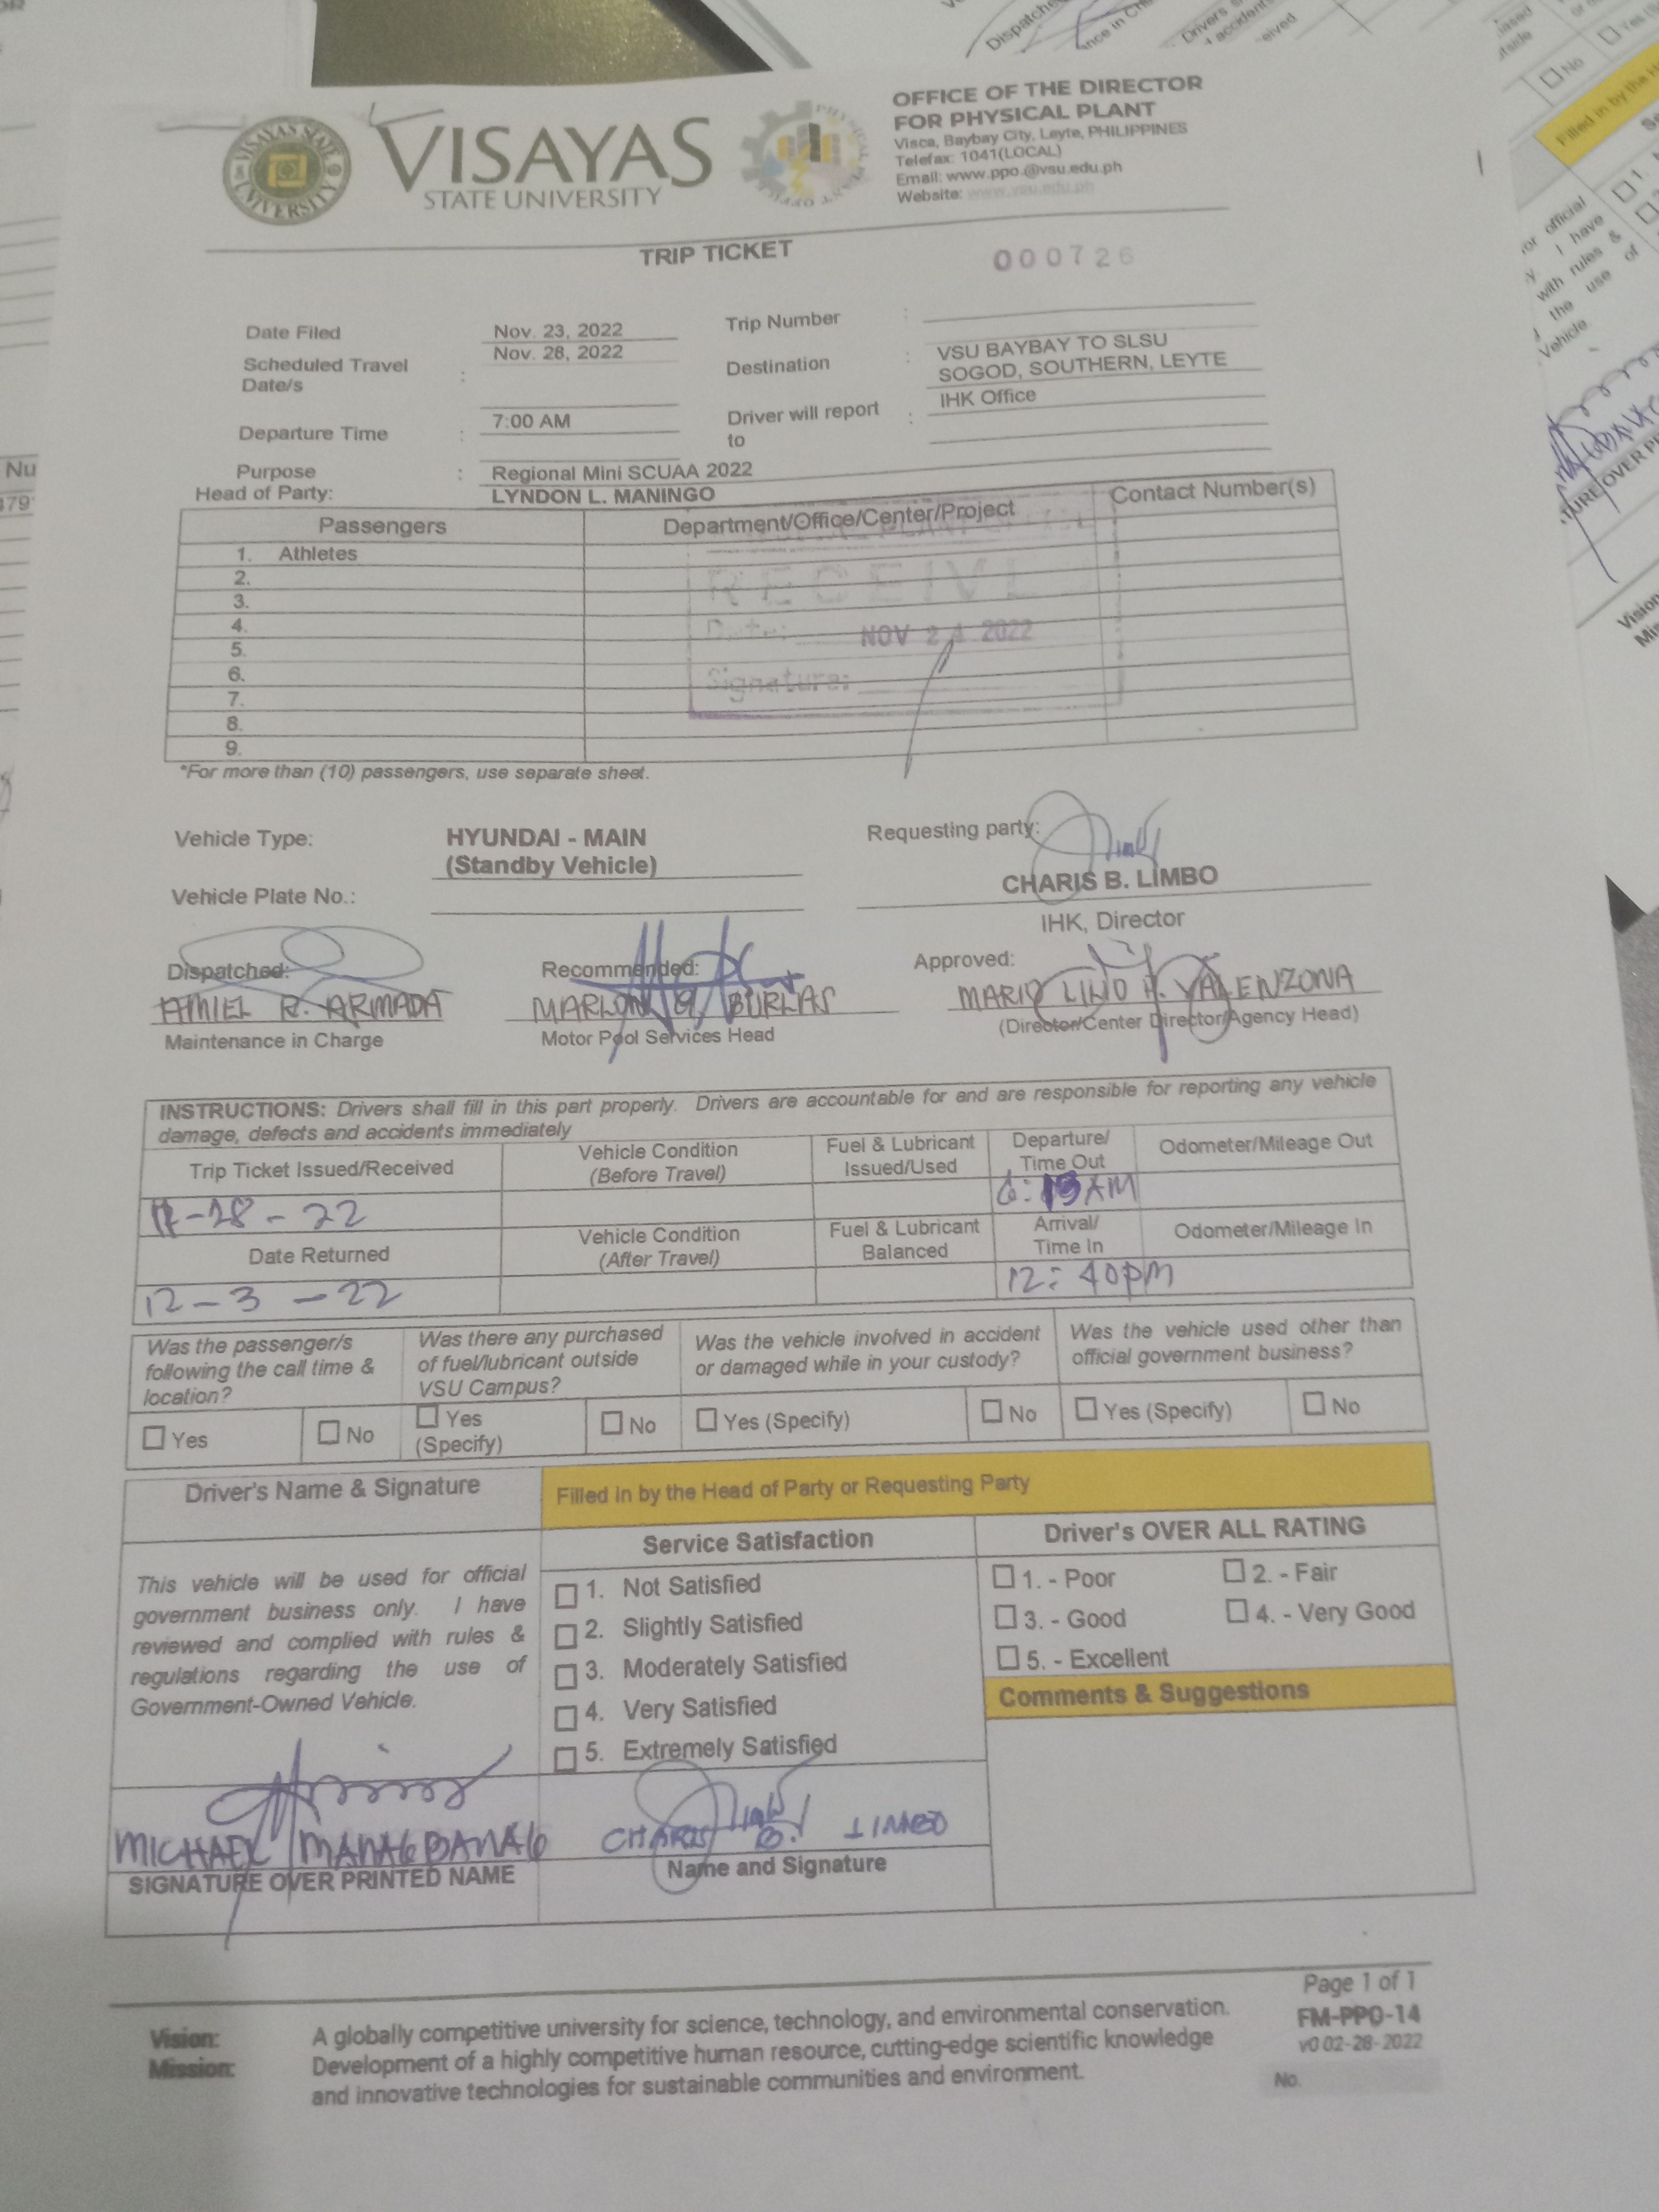 VISAYAS STATE UNIVERSITY
VISAYAS
STATE UNIVERSITY
OFFICE OF THE DIRECTOR
FOR PHYSICAL PLANT
Visca, Baybay City, Leyte, PHILIPPINES
Telefax: 1041(LOCAL)
Email: www.ppo.@vsu.edu.ph
Website: www.vsu.edu.ph
TRIP TICKET
000726
Date Filed Nov. 23, 2022 Trip Number :
Scheduled Travel Date/s : Nov. 28, 2022 Destination : VSU BAYBAY TO SLSU
SOGOD, SOUTHERN, LEYTE
Departure Time : 7:00 AM Driver will report to : IHK Office
Purpose : Regional Mini SCUAA 2022
Head of Party: LYNDON L. MANINGO
Passengers Department/Office/Center/Project Contact Number(s)
1. Athletes
2.
3.
4.
5.
6.
7.
8.
9.
Date: NOV 24 2022
Signature:
*For more than (10) passengers, use separate sheet.
Vehicle Type: HYUNDAI - MAIN
(Standby Vehicle)
Vehicle Plate No.:
Requesting party:
CHARIS B. LIMBO
IHK, Director
Dispatched: Recommended: Approved:
AMIEL R. ARMADA MARLON G. BURLAS MARIO LINO P. VALENZONA
Maintenance in Charge Motor Pool Services Head (Director/Center Director/Agency Head)
INSTRUCTIONS: Drivers shall fill in this part properly. Drivers are accountable for and are responsible for reporting any vehicle
damage, defects and accidents immediately
Trip Ticket Issued/Received Vehicle Condition (Before Travel) Fuel & Lubricant Issued/Used Departure/ Time Out Odometer/Mileage Out
11-28-22 6:15AM
Date Returned Vehicle Condition (After Travel) Fuel & Lubricant Balanced Arrival/ Time In Odometer/Mileage In
12-3-22 12:40PM
Was the passenger/s following the call time & location?
Was there any purchased of fuel/lubricant outside VSU Campus?
Was the vehicle involved in accident or damaged while in your custody?
Was the vehicle used other than official government business?
Yes No Yes (Specify) No Yes (Specify) No Yes (Specify) No
Driver's Name & Signature Filled in by the Head of Party or Requesting Party
Service Satisfaction Driver's OVER ALL RATING
This vehicle will be used for official
government business only. I have
reviewed and complied with rules &
regulations regarding the use of
Government-Owned Vehicle.
1. Not Satisfied
2. Slightly Satisfied
3. Moderately Satisfied
4. Very Satisfied
5. Extremely Satisfied
1. - Poor 2. - Fair
3. - Good 4. - Very Good
5. - Excellent
Comments & Suggestions
MICHAEL MANAGBANAG CHARIS B. LIMBO
SIGNATURE OVER PRINTED NAME Name and Signature
Page 1 of 1
FM-PPO-14
v0 02-28-2022
No.
Vision: A globally competitive university for science, technology, and environmental conservation.
Mission: Development of a highly competitive human resource, cutting-edge scientific knowledge
and innovative technologies for sustainable communities and environment.